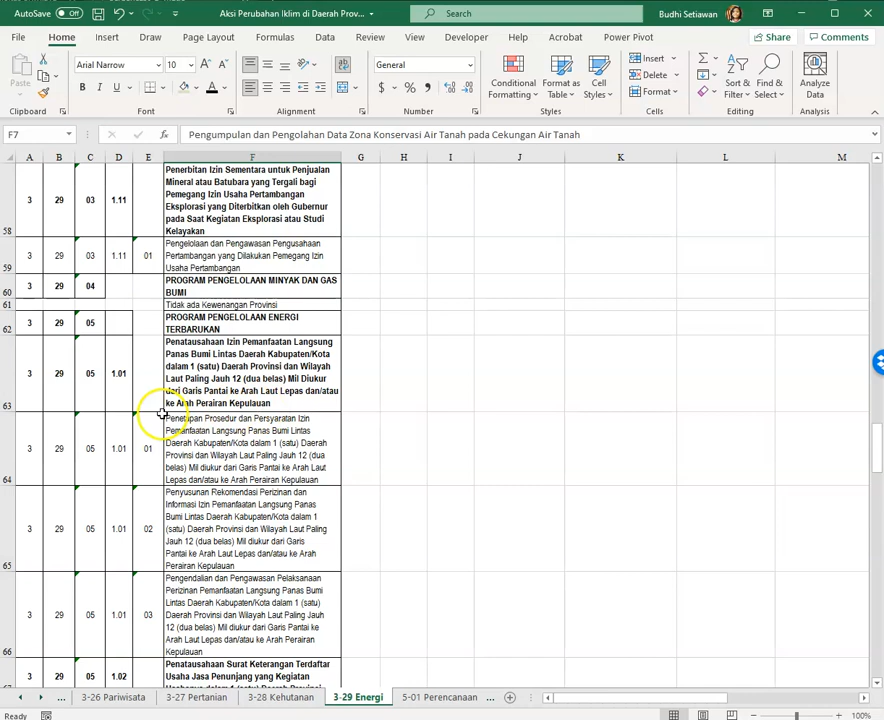 AutoSave Off Aksi Perubahan Iklim di Daerah Prov... Search Budhi Setiawan
File Home Insert Draw Page Layout Formulas Data Review View Developer Help Acrobat Power Pivot Share Comments
Paste Arial Narrow 10 A A General Conditional Formatting Format as Table Cell Styles Insert Delete Format Sort & Filter Find & Select Analyze Data
B I U A $ % ,
Clipboard Font Alignment Number Styles Cells Editing Analysis
F7 fx Pengumpulan dan Pengolahan Data Zona Konservasi Air Tanah pada Cekungan Air Tanah
A B C D E F G H I J K L M
Penerbitan Izin Sementara untuk Penjualan
Mineral atau Batubara yang Tergali bagi
Pemegang Izin Usaha Pertambangan
58 3 29 03 1.11 Eksplorasi yang Diterbitkan oleh Gubernur
pada Saat Kegiatan Eksplorasi atau Studi
Kelayakan
Pengelolaan dan Pengawasan Pengusahaan
59 3 29 03 1.11 01 Pertambangan yang Dilakukan Pemegang Izin
Usaha Pertambangan
60 3 29 04 PROGRAM PENGELOLAAN MINYAK DAN GAS
BUMI
61 Tidak ada Kewenangan Provinsi
62 3 29 05 PROGRAM PENGELOLAAN ENERGI
TERBARUKAN
Penatausahaan Izin Pemanfaatan Langsung
Panas Bumi Lintas Daerah Kabupaten/Kota
63 3 29 05 1.01 dalam 1 (satu) Daerah Provinsi dan Wilayah
Laut Paling Jauh 12 (dua belas) Mil Diukur
dari Garis Pantai ke Arah Laut Lepas dan/atau
ke Arah Perairan Kepulauan
Penetapan Prosedur dan Persyaratan Izin
Pemanfaatan Langsung Panas Bumi Lintas
64 3 29 05 1.01 01 Daerah Kabupaten/Kota dalam 1 (satu) Daerah
Provinsi dan Wilayah Laut Paling Jauh 12 (dua
belas) Mil diukur dari Garis Pantai ke Arah Laut
Lepas dan/atau ke Arah Perairan Kepulauan
Penyusunan Rekomendasi Perizinan dan
Informasi Izin Pemanfaatan Langsung Panas
Bumi Lintas Daerah Kabupaten/Kota dalam 1
65 3 29 05 1.01 02 (satu) Daerah Provinsi dan Wilayah Laut Paling
Jauh 12 (dua belas) Mil diukur dari Garis
Pantai ke Arah Laut Lepas dan/atau ke Arah
Perairan Kepulauan
Pengendalian dan Pengawasan Pelaksanaan
Perizinan Pemanfaatan Langsung Panas Bumi
Lintas Daerah Kabupaten/Kota dalam 1 (satu)
66 3 29 05 1.01 03 Daerah Provinsi dan Wilayah Laut Paling Jauh
12 (dua belas) Mil diukur dari Garis Pantai ke
Arah Laut Lepas dan/atau ke Arah Perairan
Kepulauan
Penatausahaan Surat Keterangan Terdaftar
3 29 05 1.02 Usaha Jasa Penunjang yang Kegiatan
... 3-26 Pariwisata 3-27 Pertanian 3-28 Kehutanan 3-29 Energi 5-01 Perencanaan ...
Ready 100%